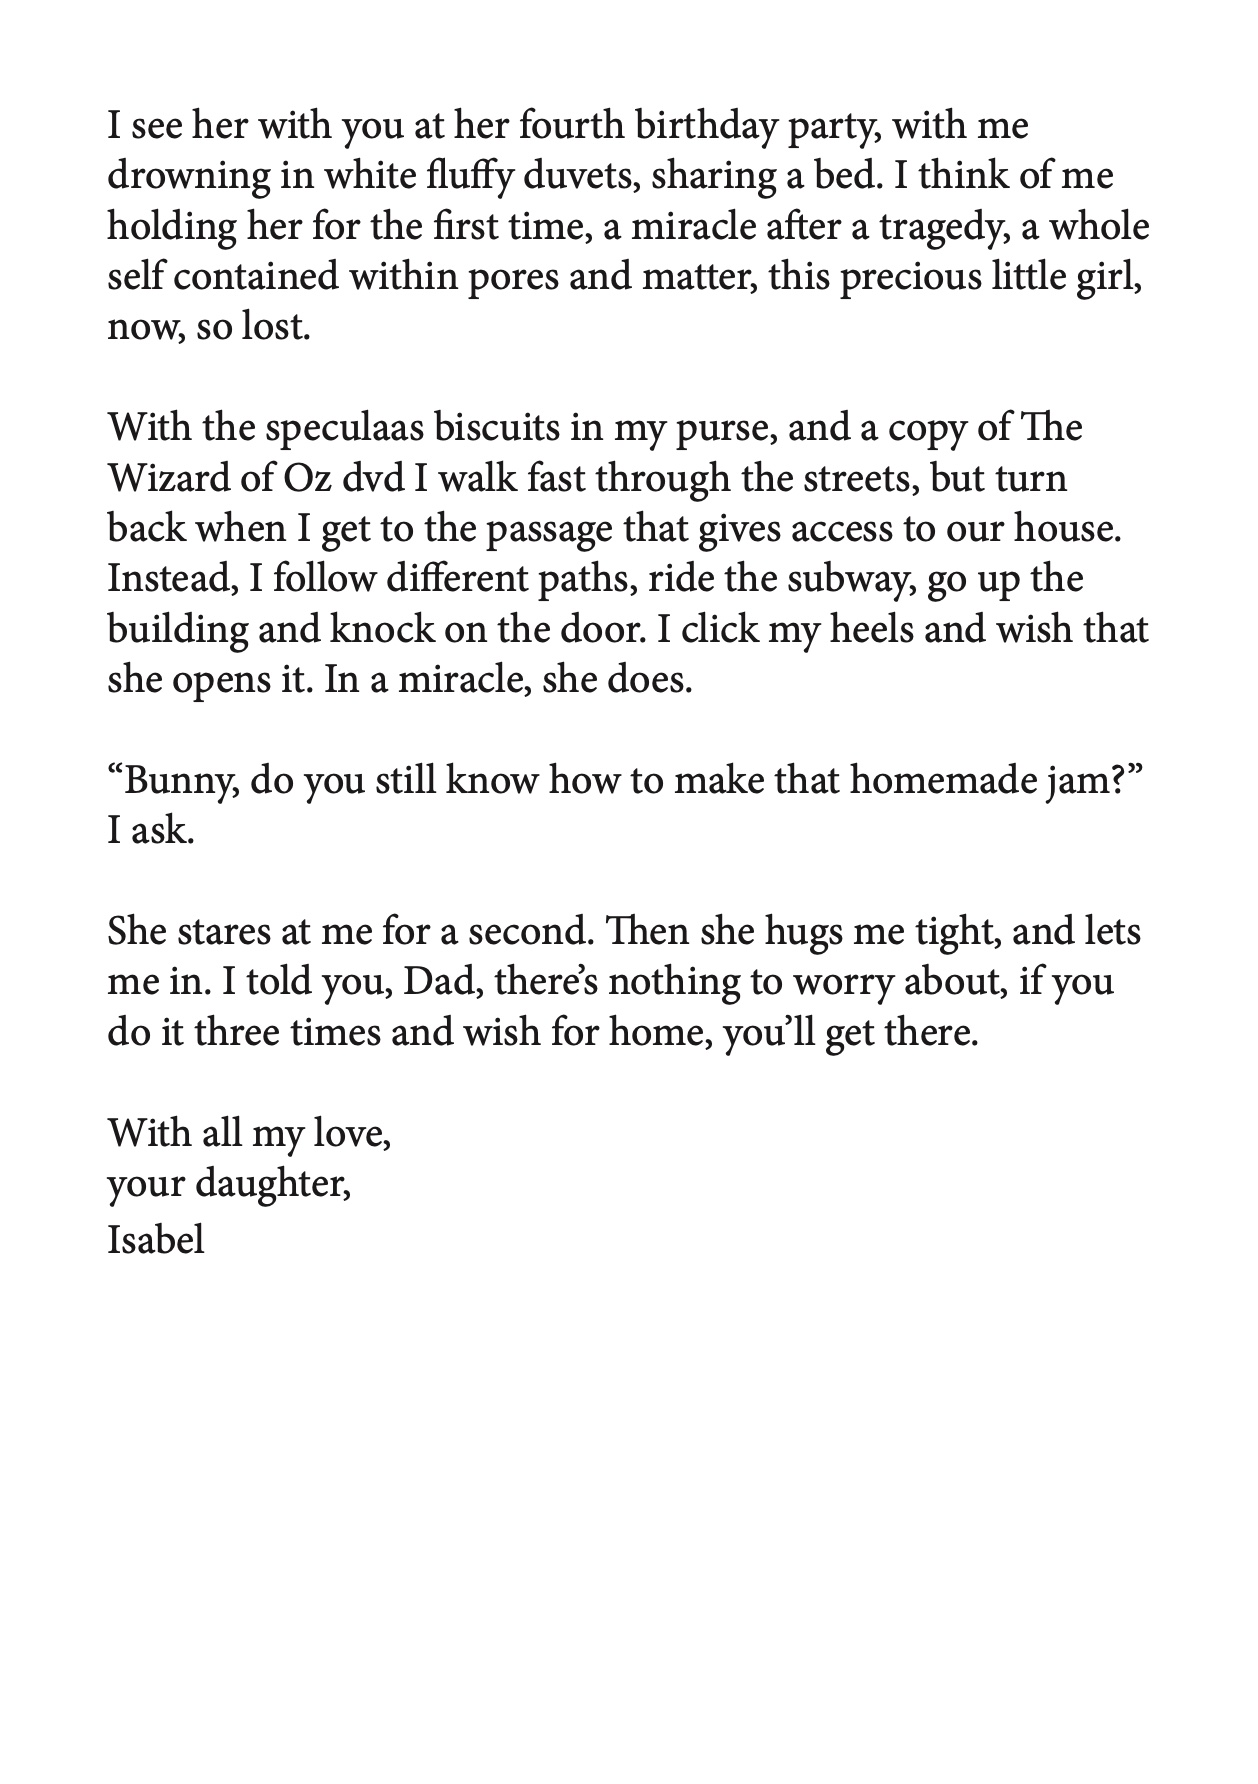 I see her with you at her fourth birthday party, with me
drowning in white fluffy duvets, sharing a bed. I think of me
holding her for the first time, a miracle after a tragedy, a whole
self contained within pores and matter, this precious little girl,
now, so lost.
With the speculaas biscuits in my purse, and a copy of The
Wizard of Oz dvd I walk fast through the streets, but turn
back when I get to the passage that gives access to our house.
Instead, I follow different paths, ride the subway, go up the
building and knock on the door. I click my heels and wish that
she opens it. In a miracle, she does.
“Bunny, do you still know how to make that homemade jam?”
I ask.
She stares at me for a second. Then she hugs me tight, and lets
me in. I told you, Dad, there’s nothing to worry about, if you
do it three times and wish for home, you’ll get there.
With all my love,
your daughter,
Isabel